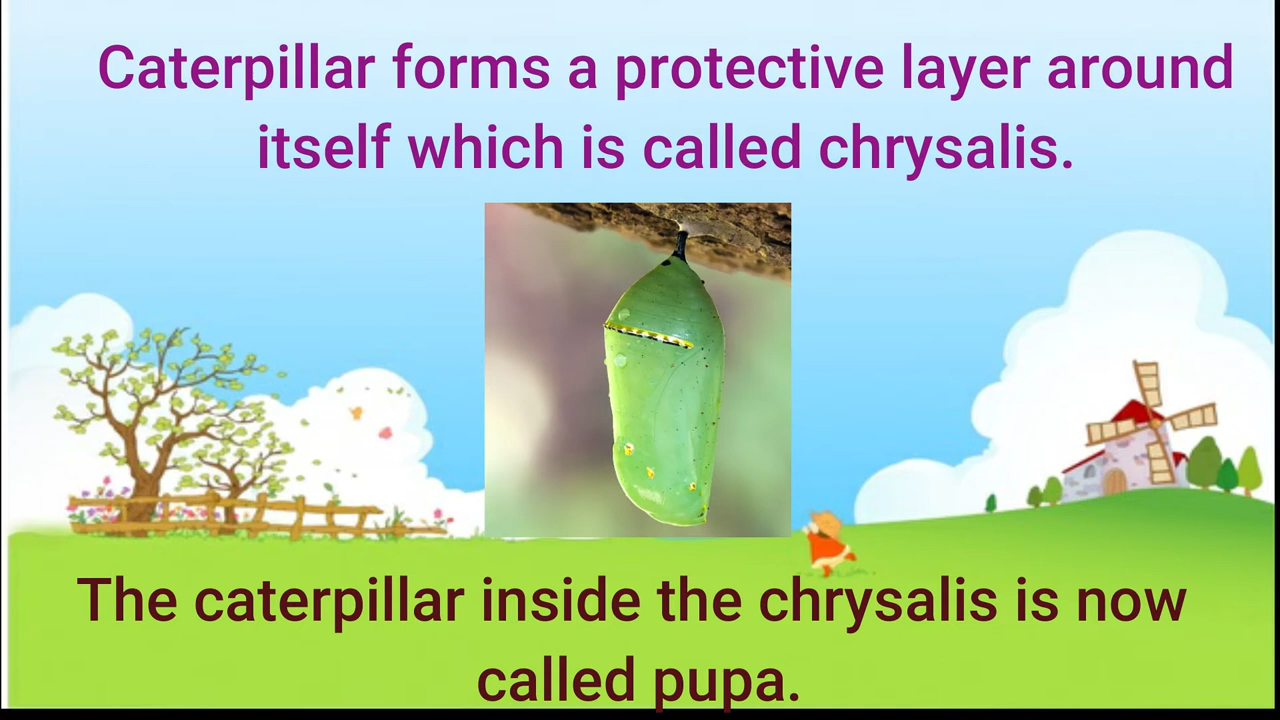 Caterpillar forms a protective layer around
itself which is called chrysalis.
The caterpillar inside the chrysalis is now
called pupa.